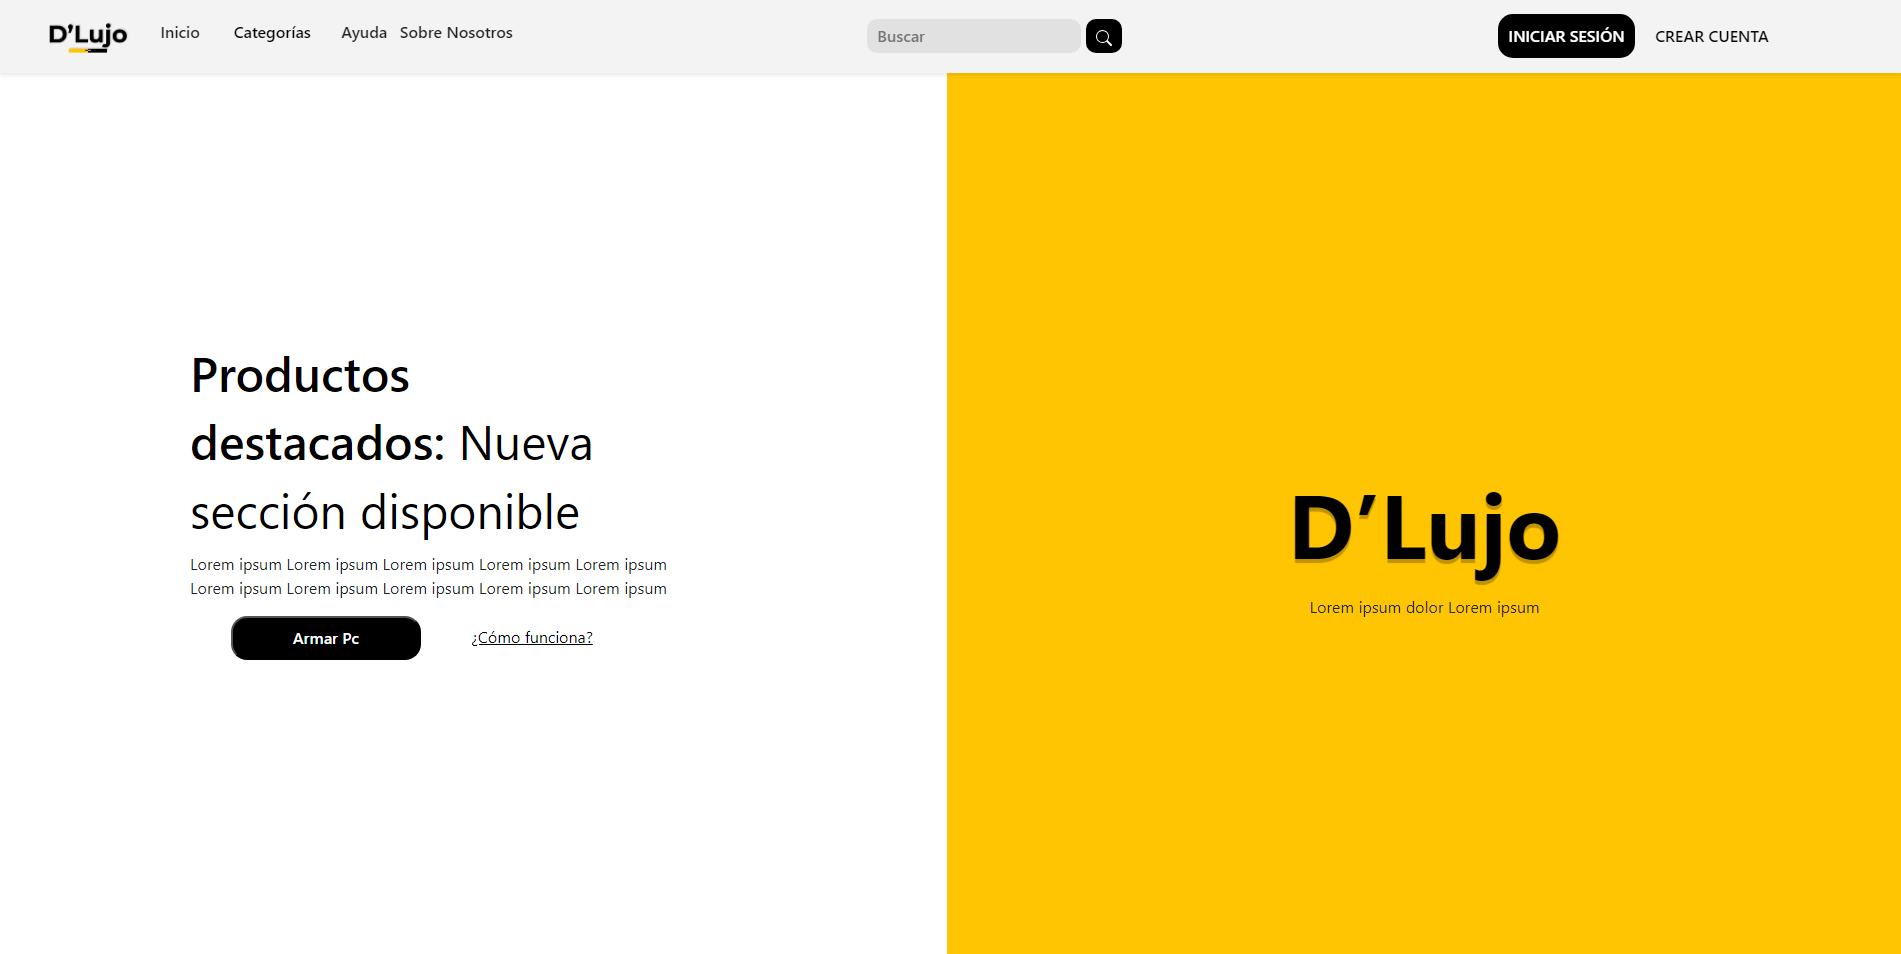 D'Lujo Inicio Categorías Ayuda Sobre Nosotros Buscar INICIAR SESIÓN CREAR CUENTA
Productos
destacados: Nueva
sección disponible
Lorem ipsum Lorem ipsum Lorem ipsum Lorem ipsum Lorem ipsum
Lorem ipsum Lorem ipsum Lorem ipsum Lorem ipsum Lorem ipsum
Armar Pc ¿Cómo funciona?
D'Lujo
Lorem ipsum dolor Lorem ipsum